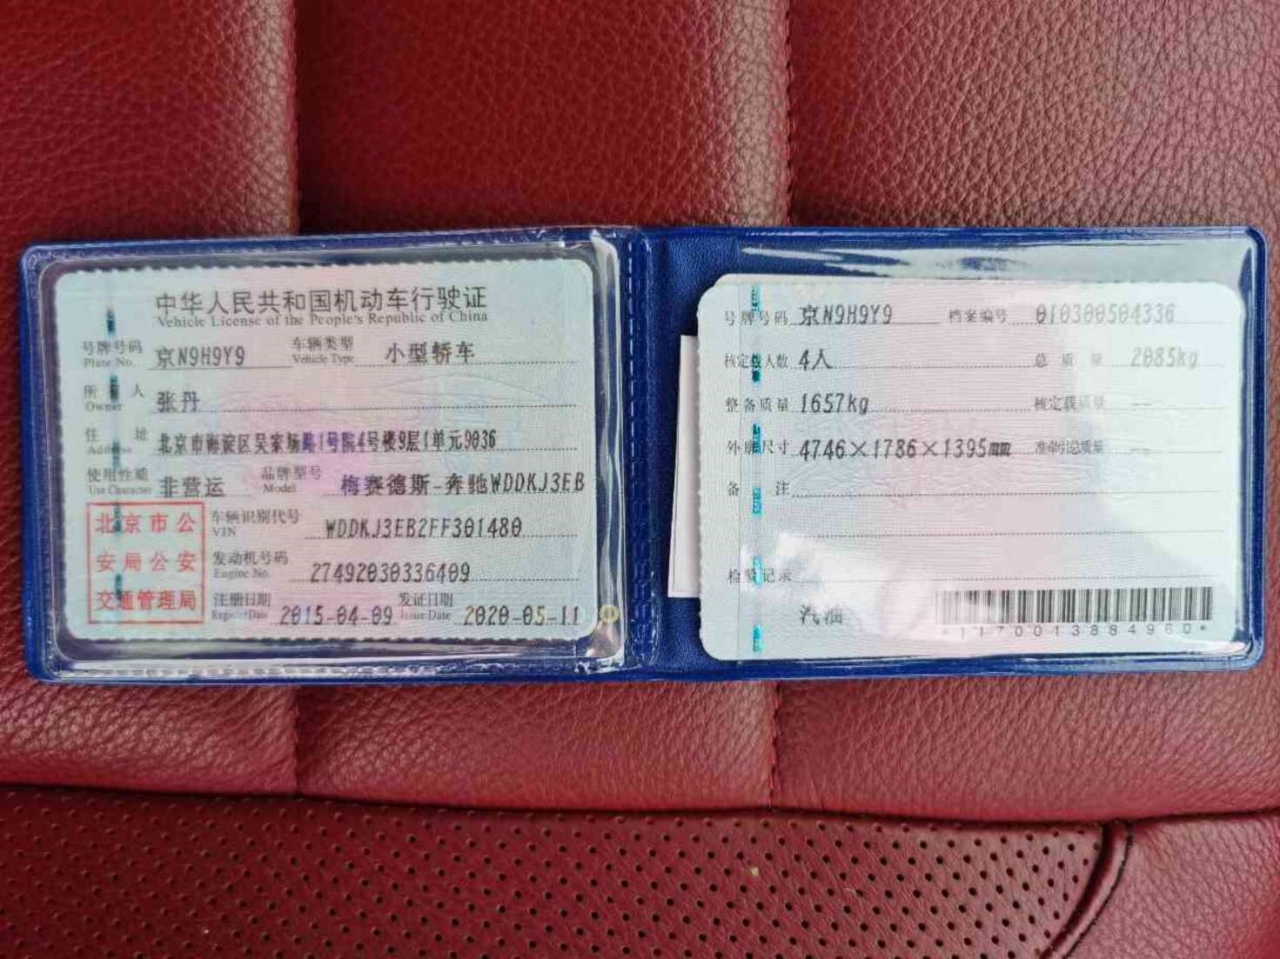 中华人民共和国机动车行驶证
Vehicle License of the People's Republic of China
号牌号码 京N9H9Y9 车辆类型 小型轿车
Plate No. Vehicle Type
所有人 张丹
Owner
住址 北京市海淀区吴家场路1号院4号楼9层1单元9036
Address
使用性质 非营运 品牌型号 梅赛德斯-奔驰WDDKJ3EB
Use Character Model
北京市公
安局公安
交通管理局
车辆识别代号 WDDKJ3EB2FF301480
VIN
发动机号码 27492030336409
Engine No.
注册日期 2015-04-09 发证日期 2020-05-11
Register Date Issue Date
号牌号码 京N9H9Y9 档案编号 010300504336
核定载人数 4人 总质量 2085kg
整备质量 1657kg 核定载质量 --
外廓尺寸 4746×1786×1395mm 准牵引总质量 --
备注
检验记录
汽油
*1170013884960*